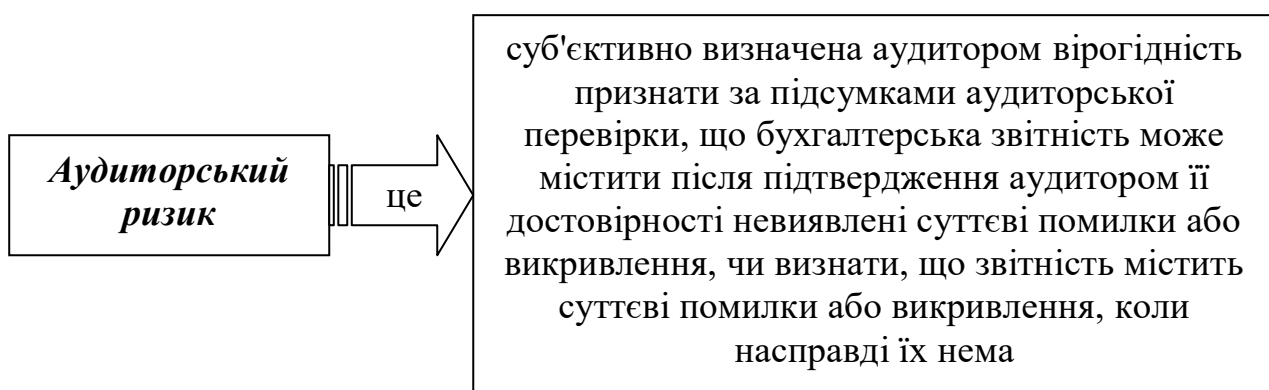 Аудиторський
ризик
це
суб'єктивно визначена аудитором вірогідність
признати за підсумками аудиторської
перевірки, що бухгалтерська звітність може
містити після підтвердження аудитором її
достовірності невиявлені суттєві помилки або
викривлення, чи визнати, що звітність містить
суттєві помилки або викривлення, коли
насправді їх нема